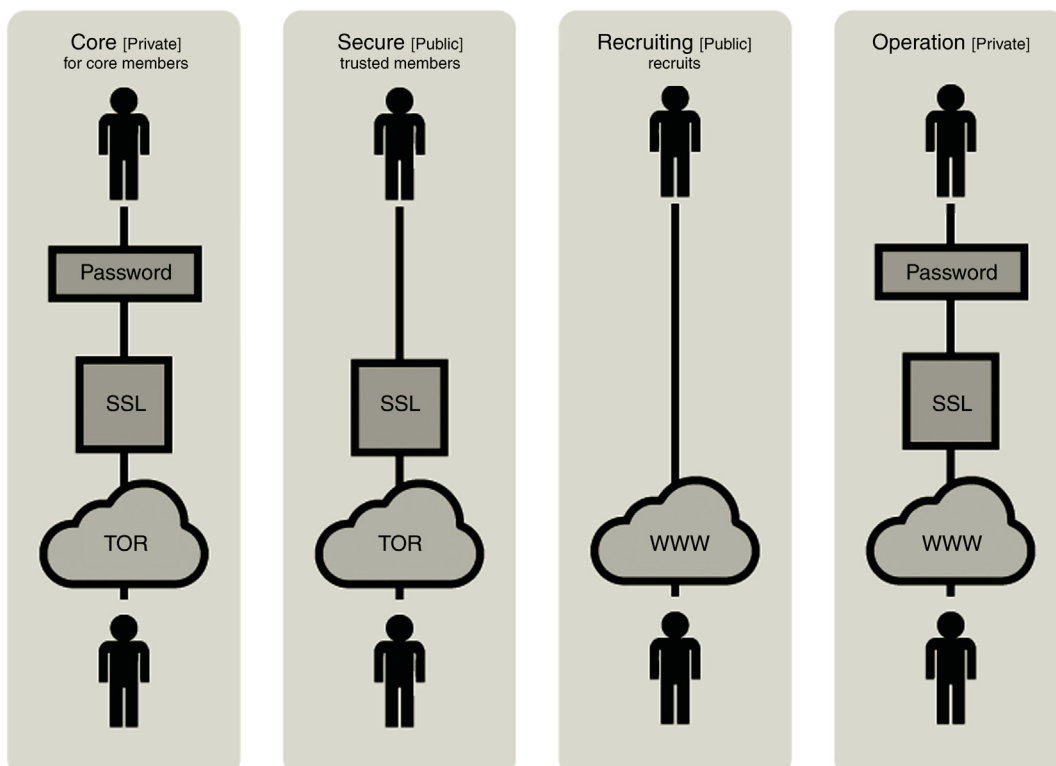 Core [Private]
for core members
Password
SSL
TOR
Secure [Public]
trusted members
SSL
TOR
Recruiting [Public]
recruits
WWW
Operation [Private]
Password
SSL
WWW